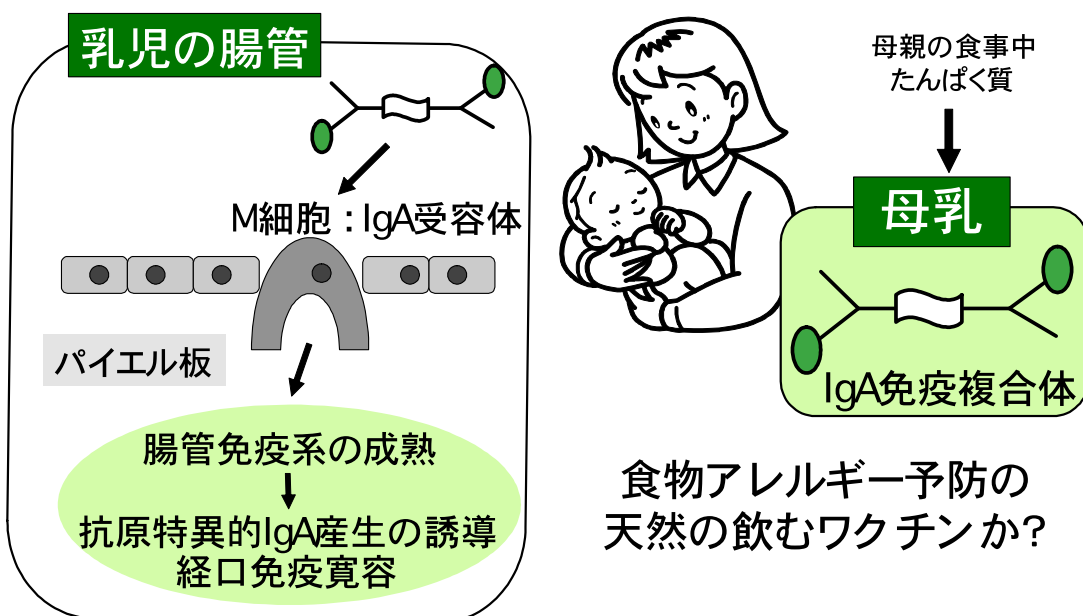 乳児の腸管
M細胞：IgA受容体
パイエル板
腸管免疫系の成熟
抗原特異的IgA産生の誘導
経口免疫寛容
母親の食事中
たんぱく質
母乳
IgA免疫複合体
食物アレルギー予防の
天然の飲むワクチンか?